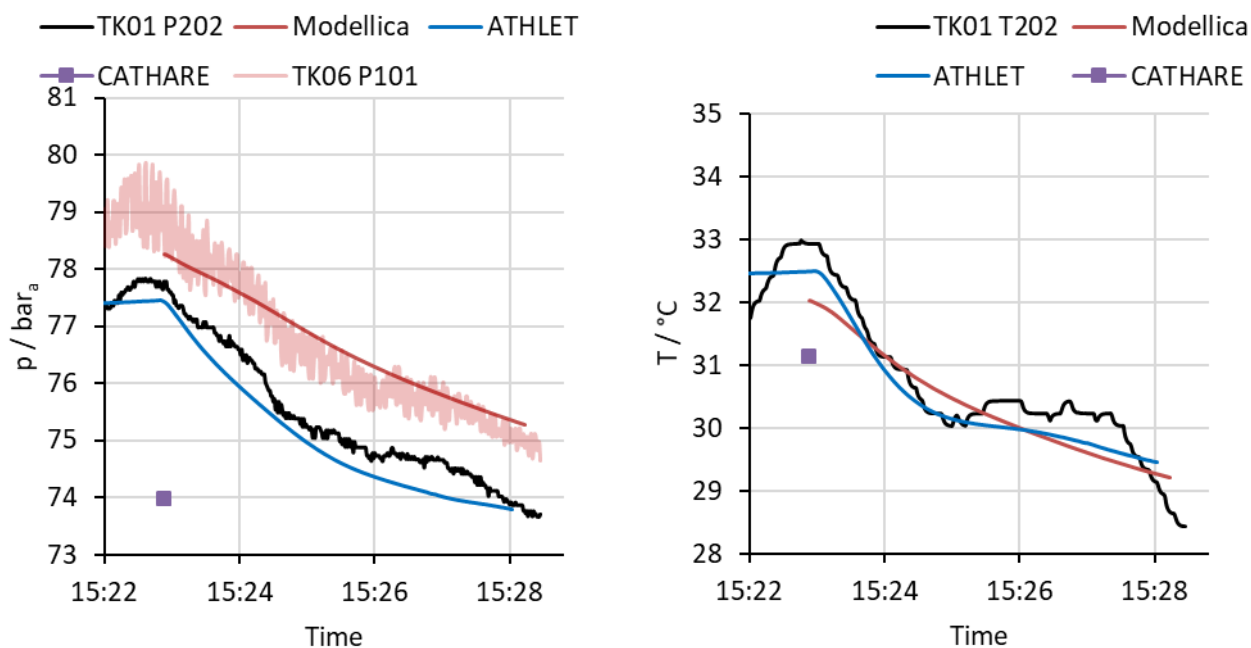 TK01 P202 Modellica ATHLET
CATHARE TK06 P101
81
80
79
78
77
76
75
74
73
p / barₐ
15:22 15:24 15:26 15:28
Time
TK01 T202 Modellica
ATHLET CATHARE
35
34
33
32
31
30
29
28
T / °C
15:22 15:24 15:26 15:28
Time